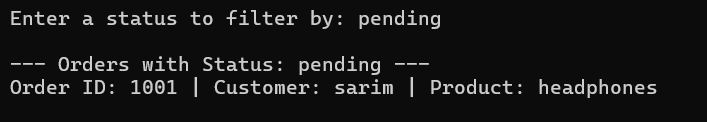 Enter a status to filter by: pending
--- Orders with Status: pending ---
Order ID: 1001 | Customer: sarim | Product: headphones